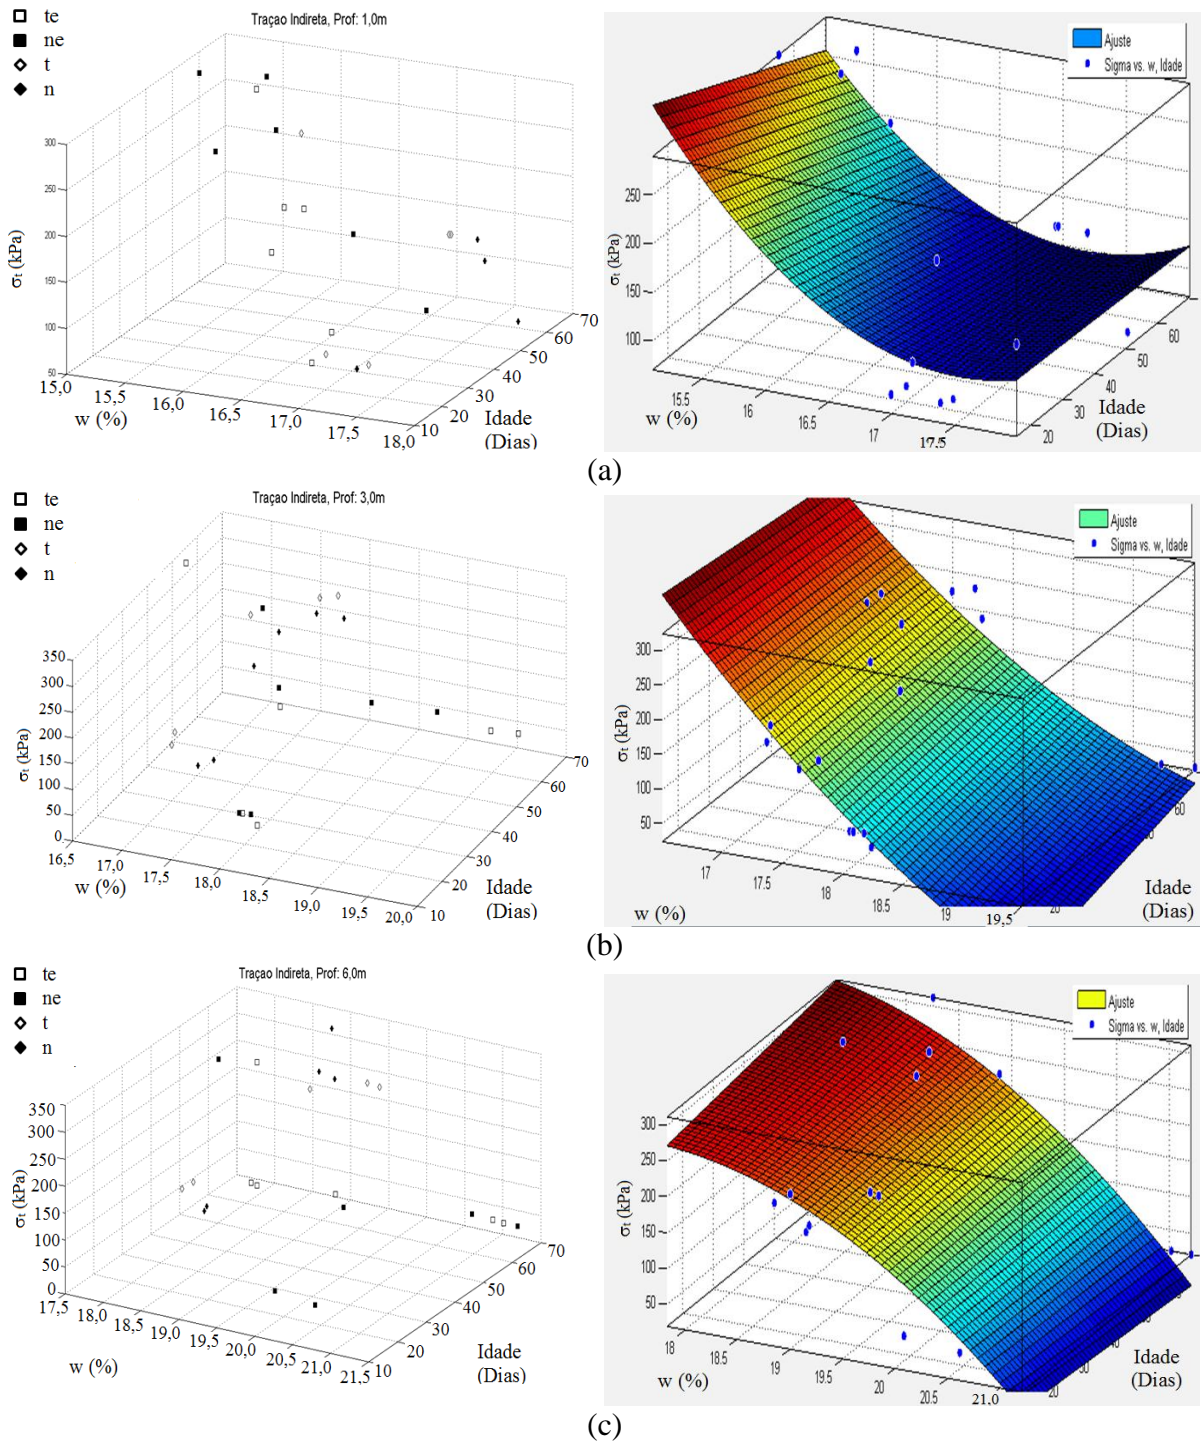 te
ne
t
n
Traçao Indireta, Prof: 1,0m
300
250
200
150
100
50
σt (kPa)
15,0
15,5
16,0
16,5
17,0
17,5
18,0
w (%)
10
20
30
40
50
60
70
Idade
(Dias)
Ajuste
Sigma vs. w, Idade
250
200
150
100
σt (kPa)
15.5
16
16.5
17
17,5
w (%)
20
30
40
50
60
Idade
(Dias)
(a)
te
ne
t
n
Traçao Indireta, Prof: 3,0m
350
300
250
200
150
100
50
0
σt (kPa)
16,5
17,0
17,5
18,0
18,5
19,0
19,5
20,0
w (%)
10
20
30
40
50
60
70
Idade
(Dias)
Ajuste
Sigma vs. w, Idade
300
250
200
150
100
50
σt (kPa)
17
17.5
18
18.5
19
19,5
20
w (%)
60
Idade
(Dias)
(b)
te
ne
t
n
Traçao Indireta, Prof: 6,0m
350
300
250
200
150
100
50
0
σt (kPa)
17,5
18,0
18,5
19,0
19,5
20,0
20,5
21,0
21,5
w (%)
10
20
30
40
50
60
70
Idade
(Dias)
Ajuste
Sigma vs. w, Idade
300
250
200
150
100
50
σt (kPa)
18
18.5
19
19.5
20
20.5
21,0
w (%)
20
Idade
(Dias)
(c)